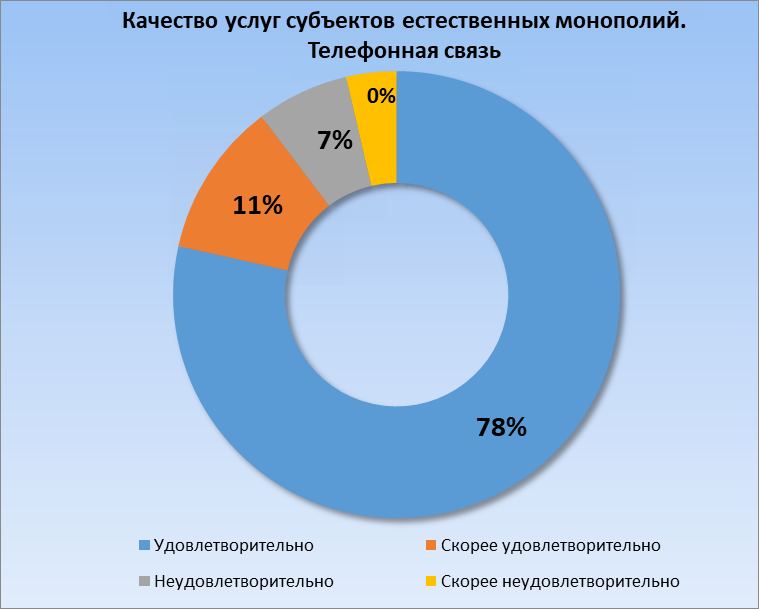 Качество услуг субъектов естественных монополий.
Телефонная связь
0%
7%
11%
78%
Удовлетворительно
Скорее удовлетворительно
Неудовлетворительно
Скорее неудовлетворительно